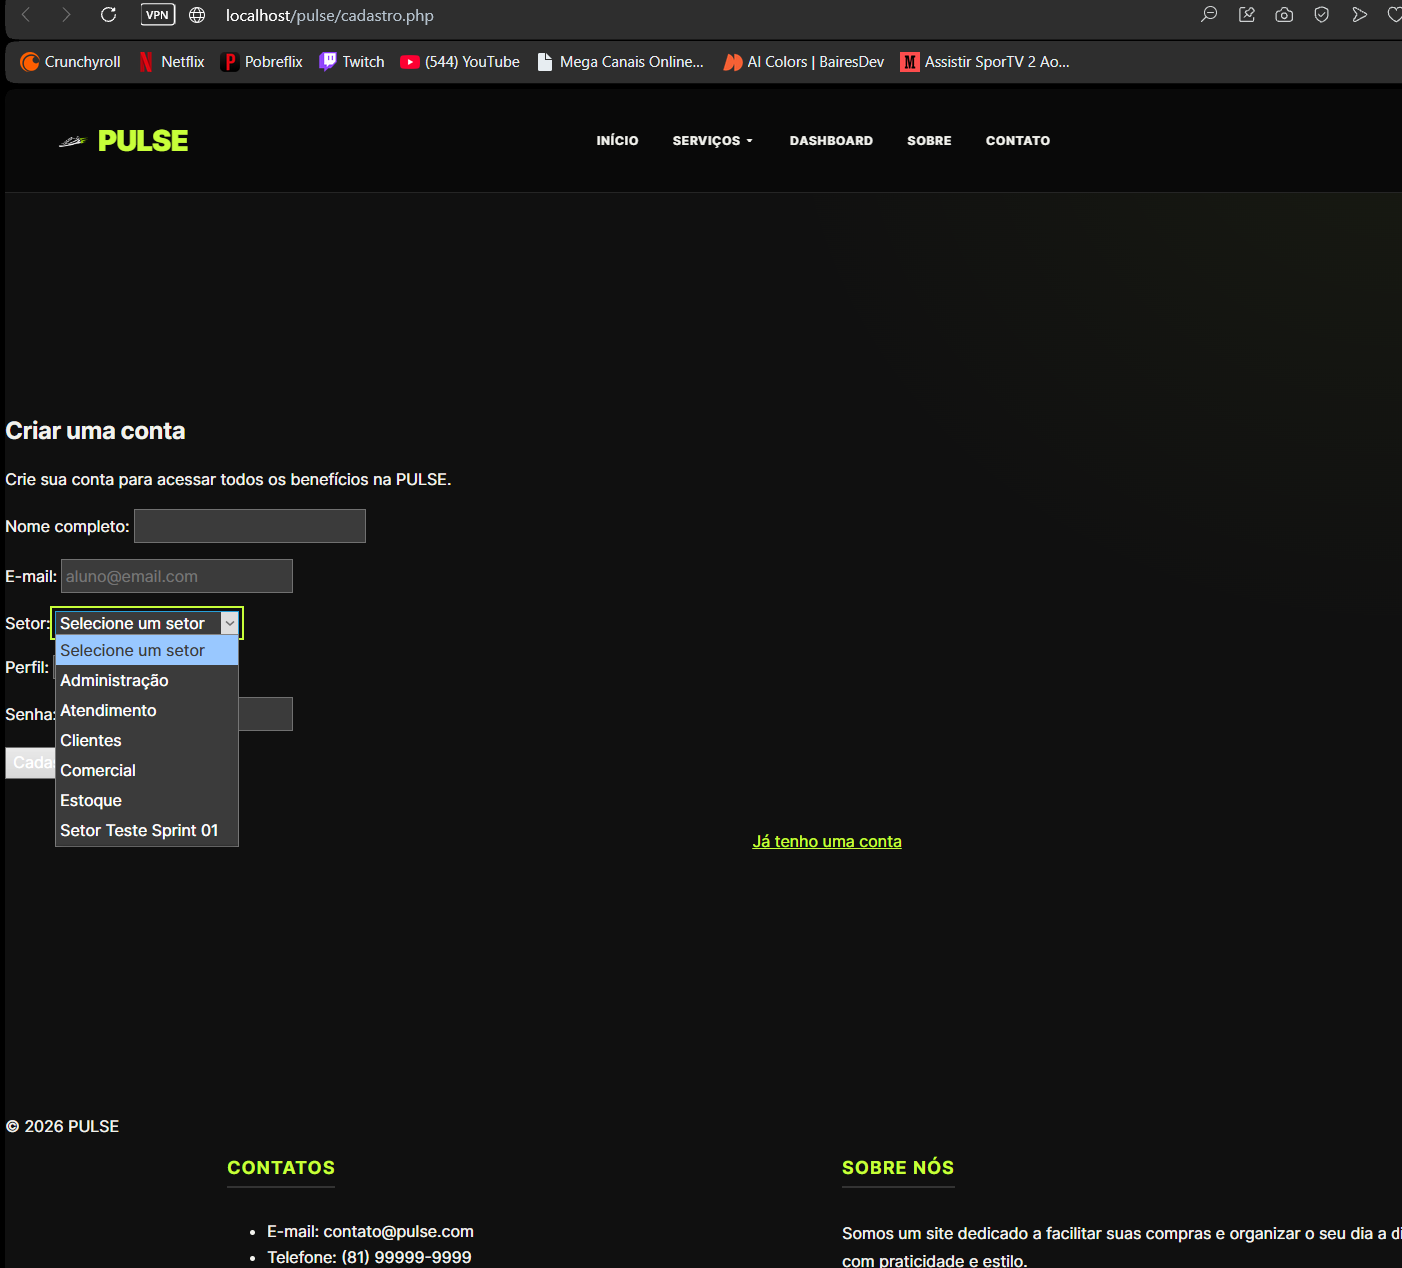 VPN
localhost/pulse/cadastro.php
Crunchyroll
Netflix
Pobreflix
Twitch
(544) YouTube
Mega Canais Online...
AI Colors | BairesDev
Assistir SporTV 2 Ao...
PULSE
INÍCIO
SERVIÇOS
DASHBOARD
SOBRE
CONTATO
Criar uma conta
Crie sua conta para acessar todos os benefícios na PULSE.
Nome completo:
E-mail: aluno@email.com
Setor: Selecione um setor
Selecione um setor
Perfil:
Administração
Senha:
Atendimento
Clientes
Cada
Comercial
Estoque
Setor Teste Sprint 01
Já tenho uma conta
© 2026 PULSE
CONTATOS
E-mail: contato@pulse.com
Telefone: (81) 99999-9999
SOBRE NÓS
Somos um site dedicado a facilitar suas compras e organizar o seu dia a di
com praticidade e estilo.